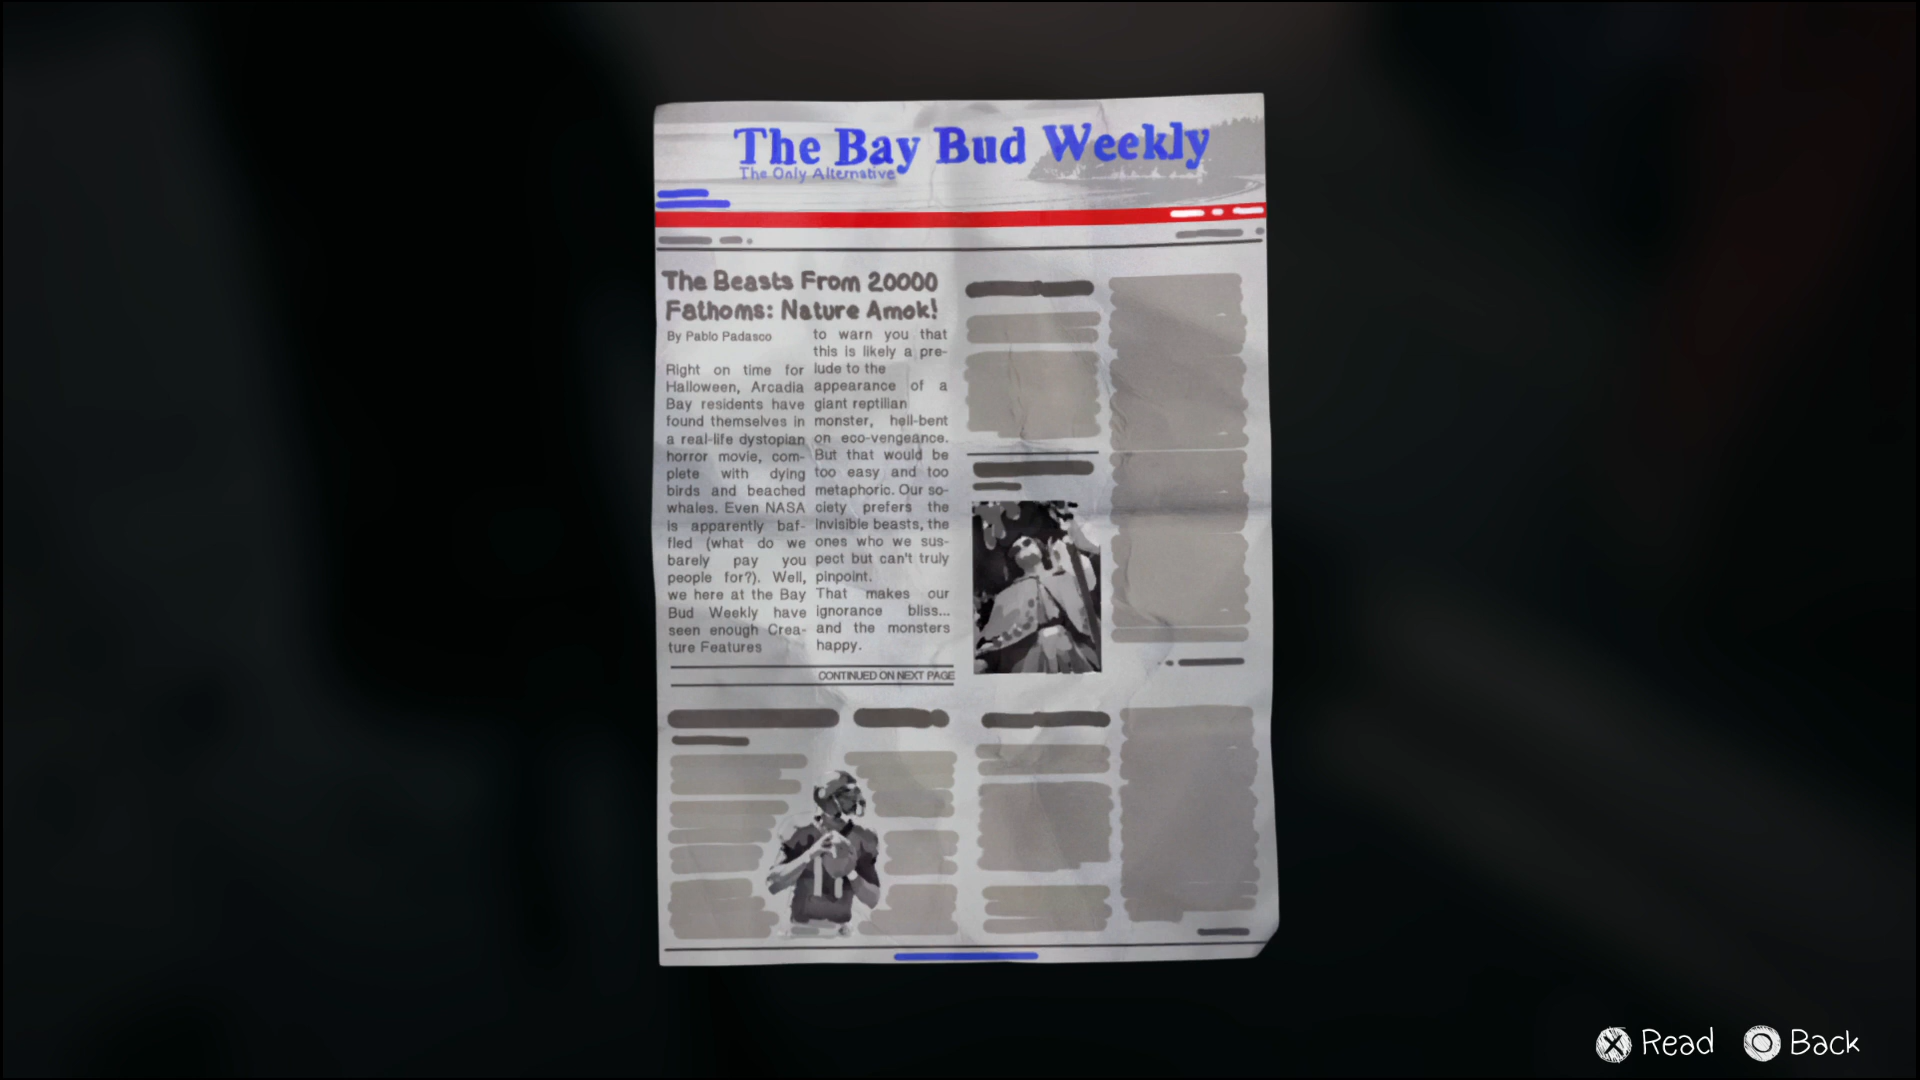 The Bay Bud Weekly
The Only Alternative
The Beasts From 20000
Fathoms: Nature Amok!
By Pablo Padasco
Right on time for
Halloween, Arcadia
Bay residents have
found themselves in
a real-life dystopian
horror movie, com-
plete with dying
birds and beached
whales. Even NASA
is apparently baf-
fled (what do we
barely pay you
people for?). Well,
we here at the Bay
Bud Weekly have
seen enough Crea-
ture Features
to warn you that
this is likely a pre-
lude to the
appearance of a
giant reptilian
monster, hell-bent
on eco-vengeance.
But that would be
too easy and too
metaphoric. Our so-
ciety prefers the
invisible beasts, the
ones who we sus-
pect but can't truly
pinpoint.
That makes our
ignorance bliss...
and the monsters
happy.
CONTINUED ON NEXT PAGE
Read
Back